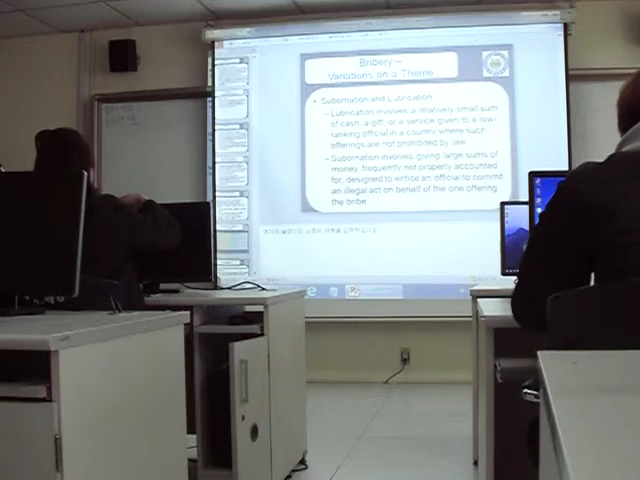 Bribery –
Variations on a Theme
• Subornation and Lubrication
– Lubrication involves a relatively small sum
of cash, a gift, or a service given to a low-
ranking official in a country where such
offerings are not prohibited by law
– Subornation involves giving large sums of
money, frequently not properly accounted
for, designed to entice an official to commit
an illegal act on behalf of the one offering
the bribe